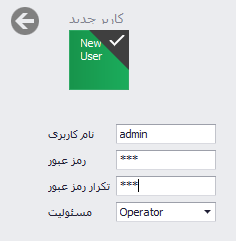 کاربر جدید
New
User
نام کاربری admin
رمز عبور ***
تکرار رمز عبور ***
مسئولیت Operator